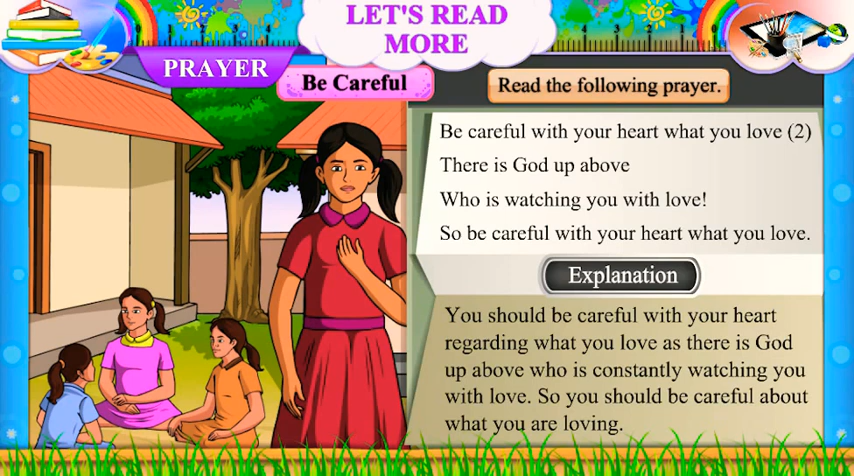 LET'S READ
MORE
PRAYER
Be Careful
Read the following prayer.
Be careful with your heart what you love (2)
There is God up above
Who is watching you with love!
So be careful with your heart what you love.
Explanation
You should be careful with your heart
regarding what you love as there is God
up above who is constantly watching you
with love. So you should be careful about
what you are loving.